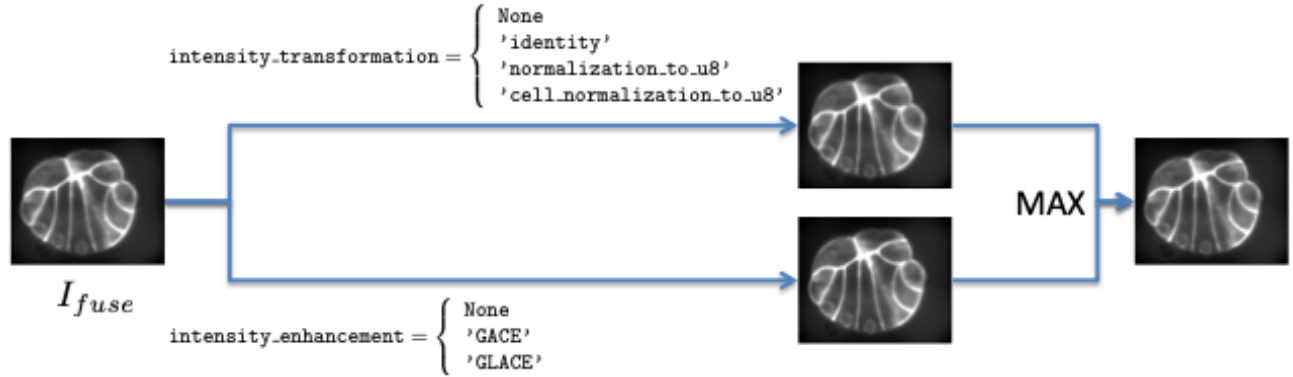 None
'identity'
intensity_transformation =
'normalization_to_u8'
'cell_normalization_to_u8'
MAX
I_fuse
None
intensity_enhancement =
'GACE'
'GLACE'